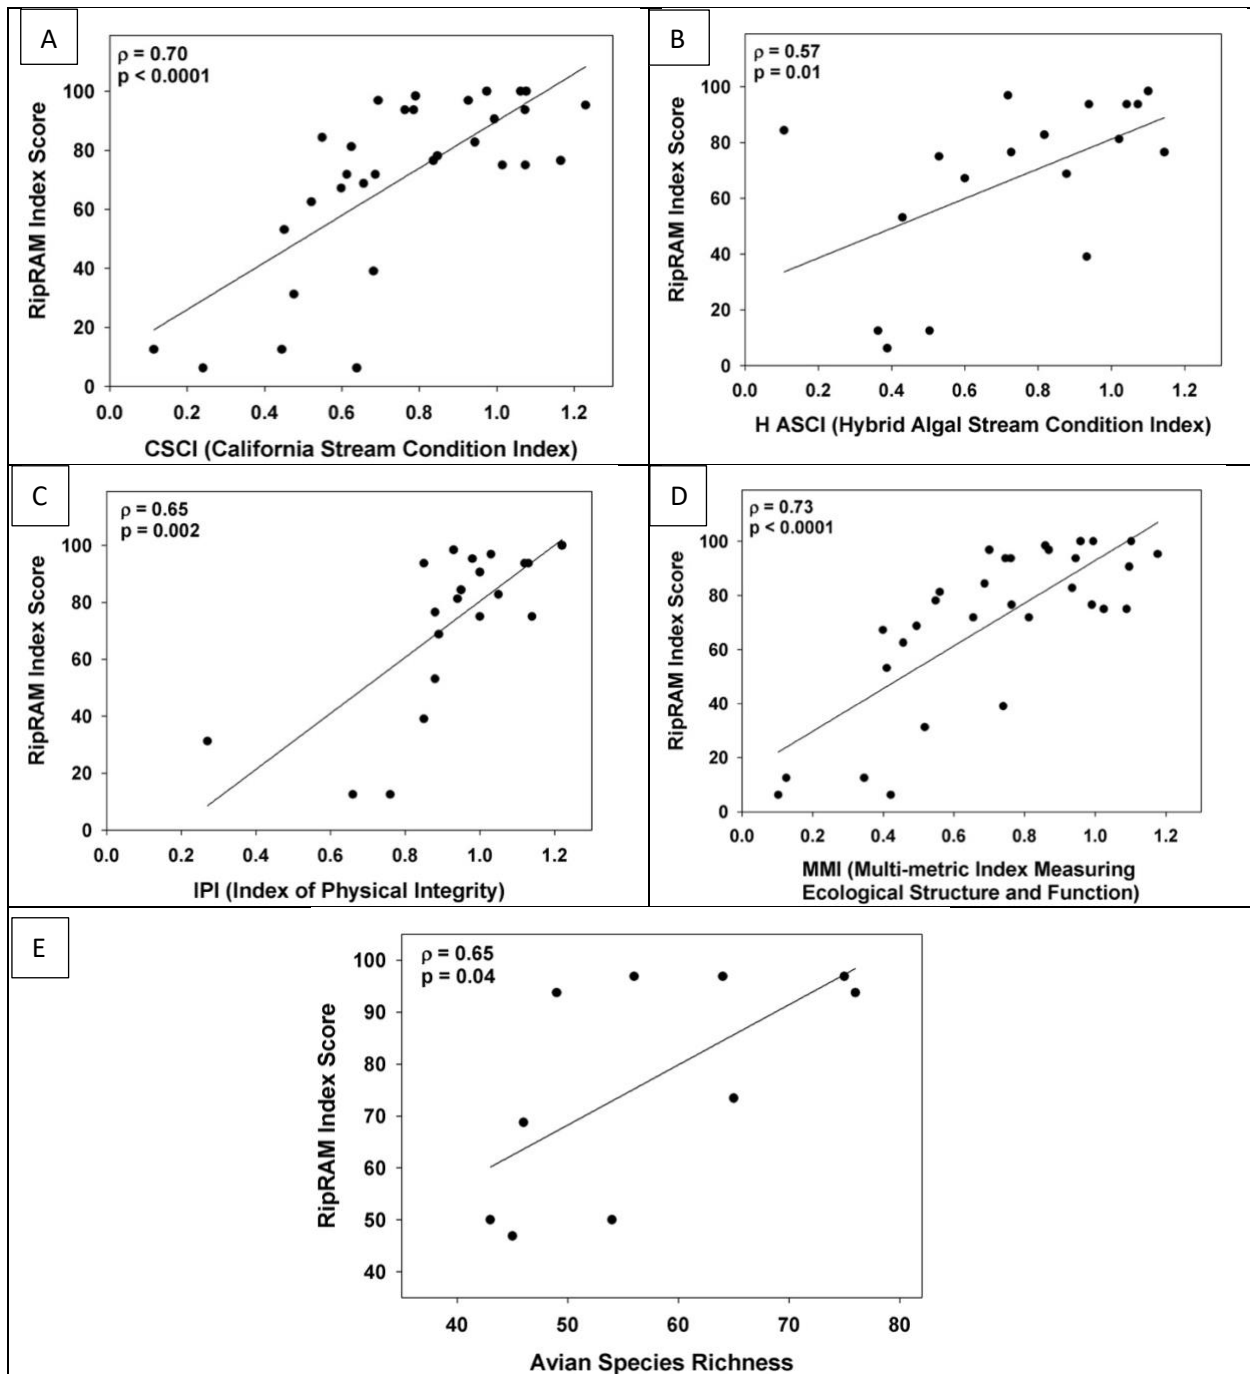 A
ρ = 0.70
p < 0.0001
RipRAM Index Score
100
80
60
40
20
0
0.0 0.2 0.4 0.6 0.8 1.0 1.2
CSCI (California Stream Condition Index)
B
ρ = 0.57
p = 0.01
RipRAM Index Score
100
80
60
40
20
0
0.0 0.2 0.4 0.6 0.8 1.0 1.2
H ASCI (Hybrid Algal Stream Condition Index)
C
ρ = 0.65
p = 0.002
RipRAM Index Score
100
80
60
40
20
0
0.0 0.2 0.4 0.6 0.8 1.0 1.2
IPI (Index of Physical Integrity)
D
ρ = 0.73
p < 0.0001
RipRAM Index Score
100
80
60
40
20
0
0.0 0.2 0.4 0.6 0.8 1.0 1.2
MMI (Multi-metric Index Measuring
Ecological Structure and Function)
E
ρ = 0.65
p = 0.04
RipRAM Index Score
100
90
80
70
60
50
40
40 50 60 70 80
Avian Species Richness